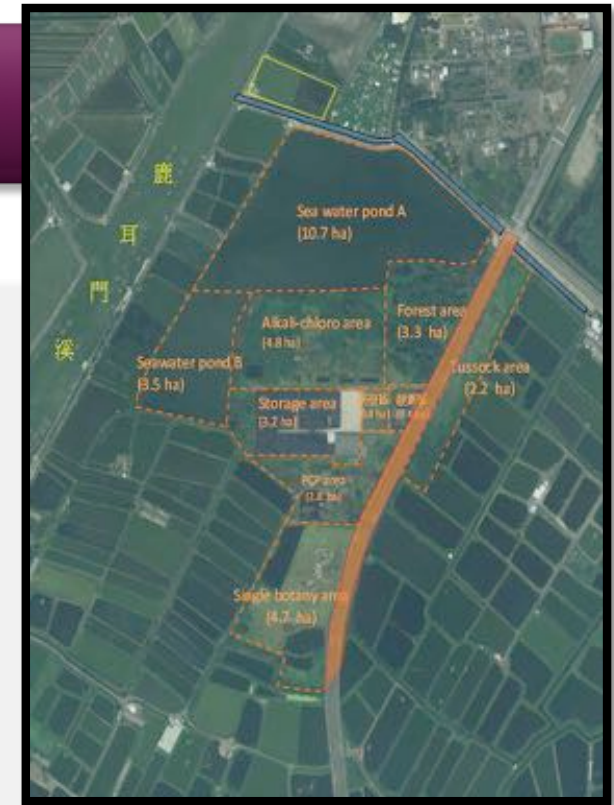 鹿
耳
門
溪
Sea water pond A
(10.7 ha)
Alkali-chloro area
(4.8 ha)
Forest area
(3.3 ha)
Seawater pond B
(3.5 ha)
Tussock area
(2.2 ha)
Storage area
(3.2 ha)
PCP area
Single botany area
(4.7 ha)